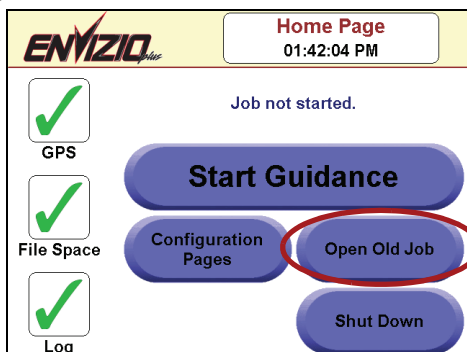 ENVIZIO plus
Home Page
01:42:04 PM
Job not started.
GPS
Start Guidance
File Space
Configuration
Pages
Open Old Job
Log
Shut Down